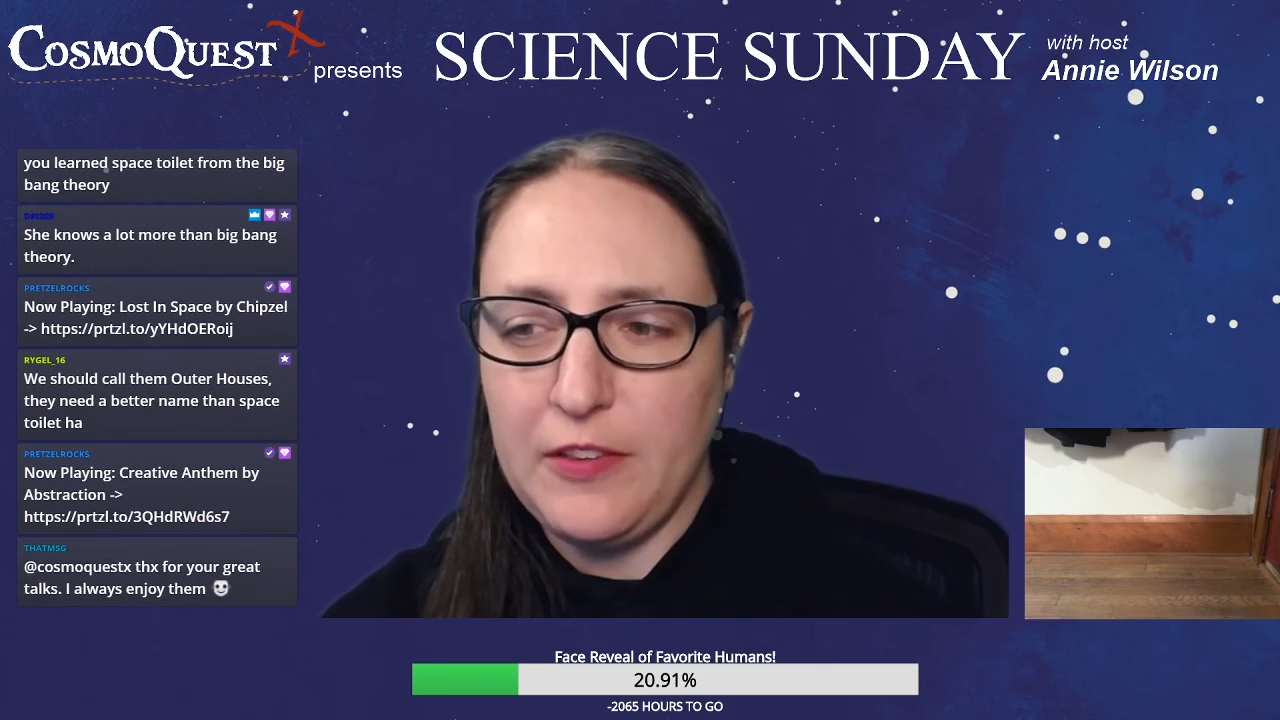 COSMOQUEST X
presents
SCIENCE SUNDAY
with host
Annie Wilson
you learned space toilet from the big
bang theory
DPI209
She knows a lot more than big bang
theory.
PRETZELROCKS
Now Playing: Lost In Space by Chipzel
-> https://prtzl.to/yYHdOERoij
RYGEL_16
We should call them Outer Houses,
they need a better name than space
toilet ha
PRETZELROCKS
Now Playing: Creative Anthem by
Abstraction ->
https://prtzl.to/3QHdRWd6s7
THATMSG
@cosmoquestx thx for your great
talks. I always enjoy them
Face Reveal of Favorite Humans!
20.91%
-2065 HOURS TO GO